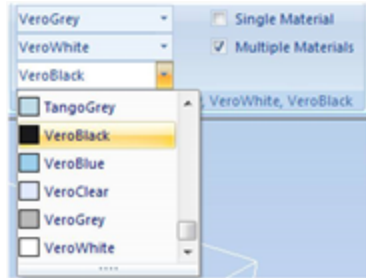 VeroGrey
Single Material
VeroWhite
Multiple Materials
VeroBlack
, VeroWhite, VeroBlack
TangoGrey
VeroBlack
VeroBlue
VeroClear
VeroGrey
VeroWhite